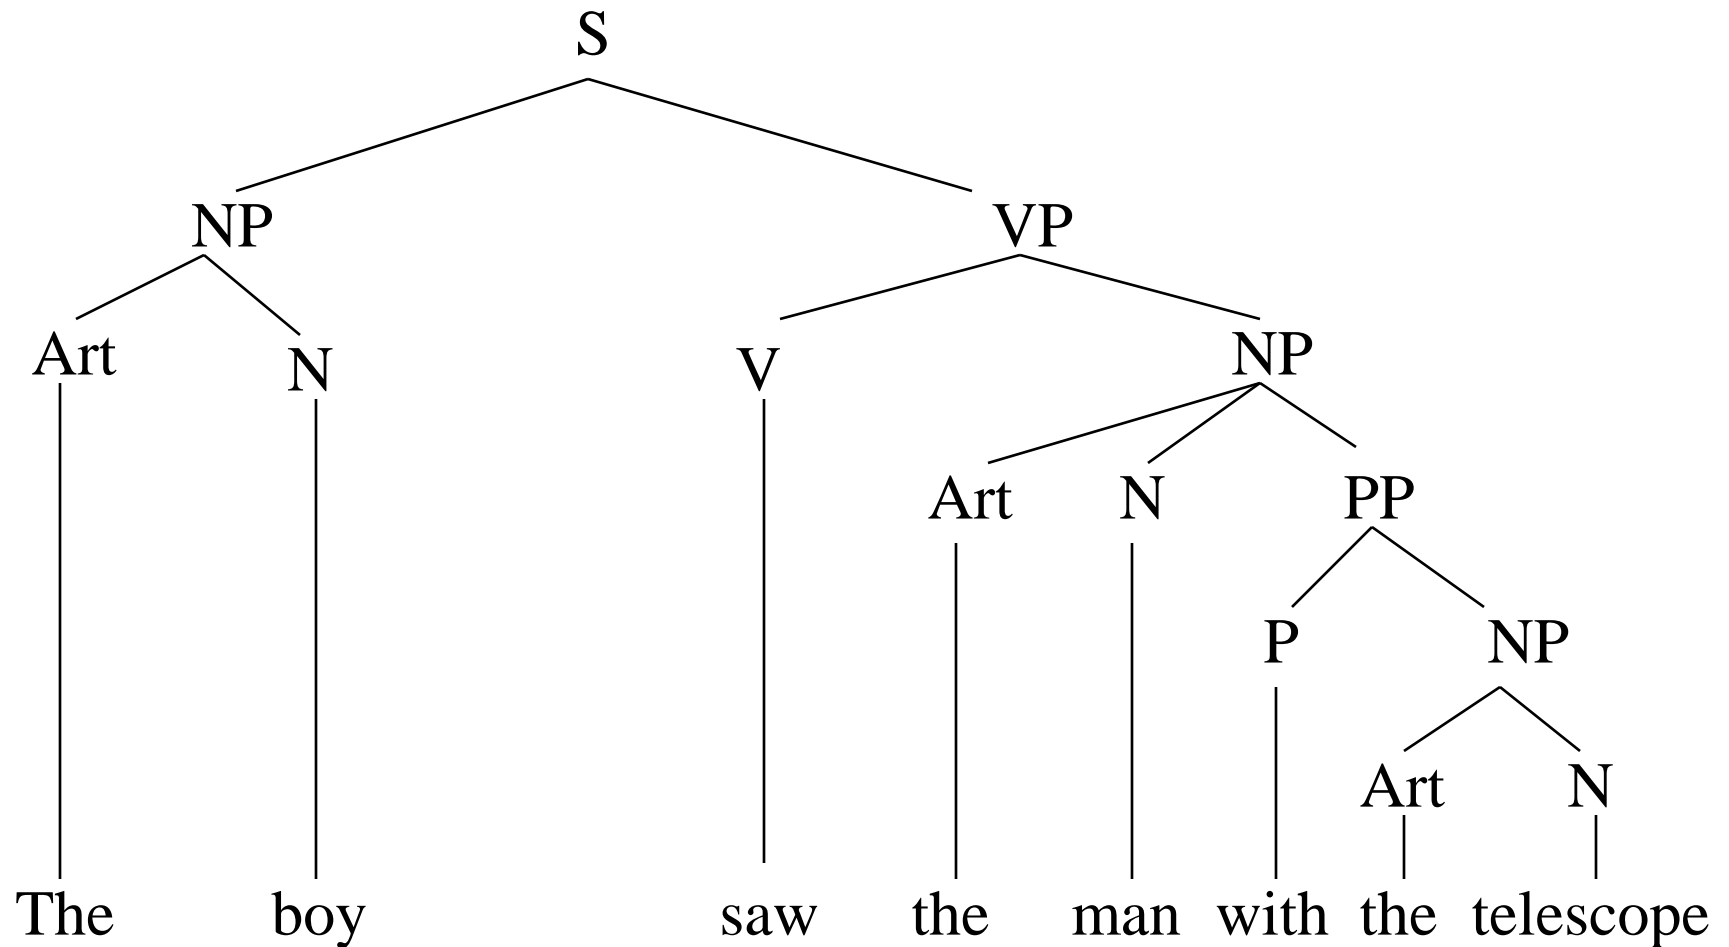 S
NP VP
Art N V NP
Art N PP
P NP
Art N
The boy saw the man with the telescope